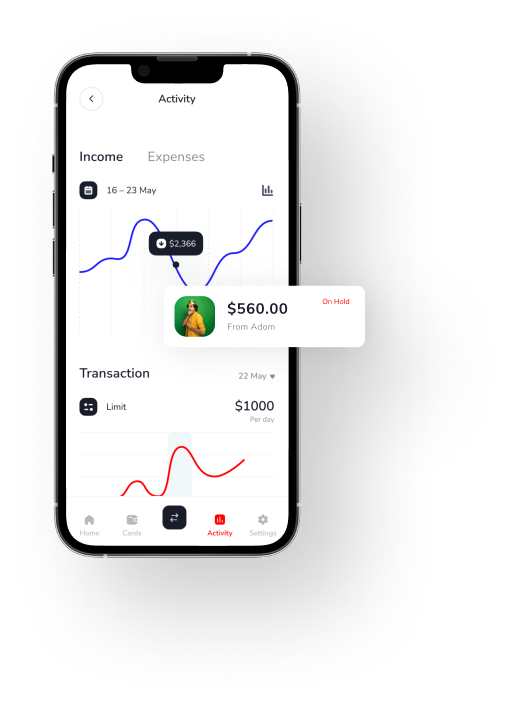 Activity
Income Expenses
16 – 23 May
$2,366
$560.00
On Hold
From Adom
Transaction
22 May
Limit
$1000
Per day
Home
Cards
Activity
Settings